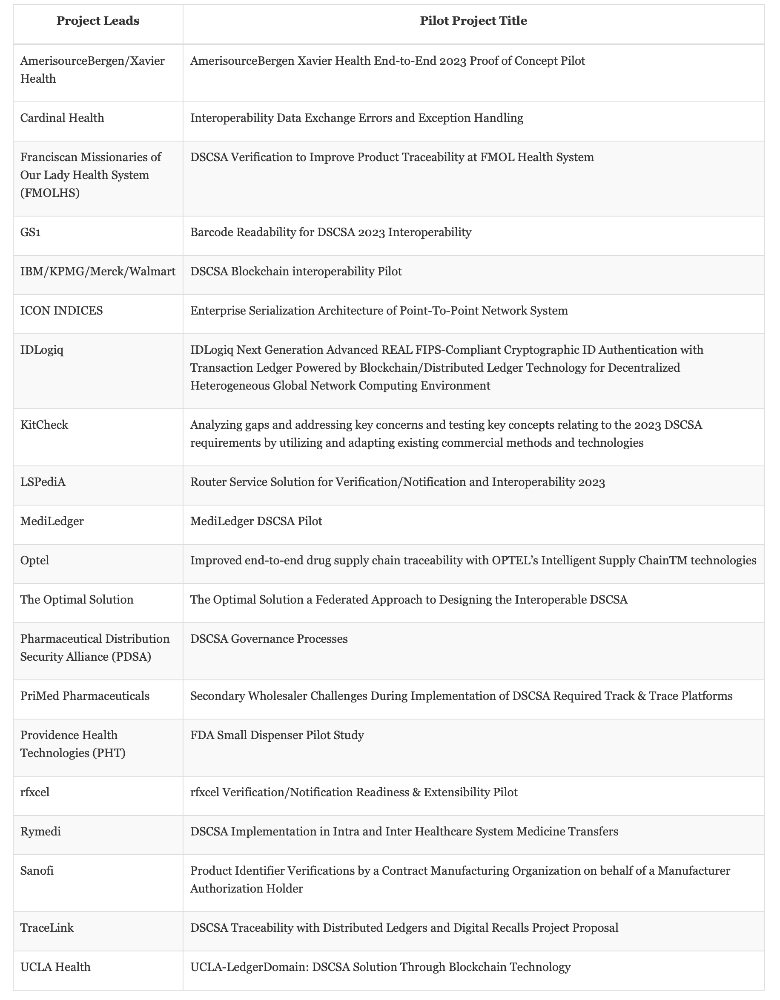 Project Leads
Pilot Project Title
AmerisourceBergen/Xavier
Health
AmerisourceBergen Xavier Health End-to-End 2023 Proof of Concept Pilot
Cardinal Health
Interoperability Data Exchange Errors and Exception Handling
Franciscan Missionaries of
Our Lady Health System
(FMOLHS)
DSCSA Verification to Improve Product Traceability at FMOL Health System
GS1
Barcode Readability for DSCSA 2023 Interoperability
IBM/KPMG/Merck/Walmart
DSCSA Blockchain interoperability Pilot
ICON INDICES
Enterprise Serialization Architecture of Point-To-Point Network System
IDLogiq
IDLogiq Next Generation Advanced REAL FIPS-Compliant Cryptographic ID Authentication with
Transaction Ledger Powered by Blockchain/Distributed Ledger Technology for Decentralized
Heterogeneous Global Network Computing Environment
KitCheck
Analyzing gaps and addressing key concerns and testing key concepts relating to the 2023 DSCSA
requirements by utilizing and adapting existing commercial methods and technologies
LSPediA
Router Service Solution for Verification/Notification and Interoperability 2023
MediLedger
MediLedger DSCSA Pilot
Optel
Improved end-to-end drug supply chain traceability with OPTEL’s Intelligent Supply ChainTM technologies
The Optimal Solution
The Optimal Solution a Federated Approach to Designing the Interoperable DSCSA
Pharmaceutical Distribution
Security Alliance (PDSA)
DSCSA Governance Processes
PriMed Pharmaceuticals
Secondary Wholesaler Challenges During Implementation of DSCSA Required Track & Trace Platforms
Providence Health
Technologies (PHT)
FDA Small Dispenser Pilot Study
rfxcel
rfxcel Verification/Notification Readiness & Extensibility Pilot
Rymedi
DSCSA Implementation in Intra and Inter Healthcare System Medicine Transfers
Sanofi
Product Identifier Verifications by a Contract Manufacturing Organization on behalf of a Manufacturer
Authorization Holder
TraceLink
DSCSA Traceability with Distributed Ledgers and Digital Recalls Project Proposal
UCLA Health
UCLA-LedgerDomain: DSCSA Solution Through Blockchain Technology